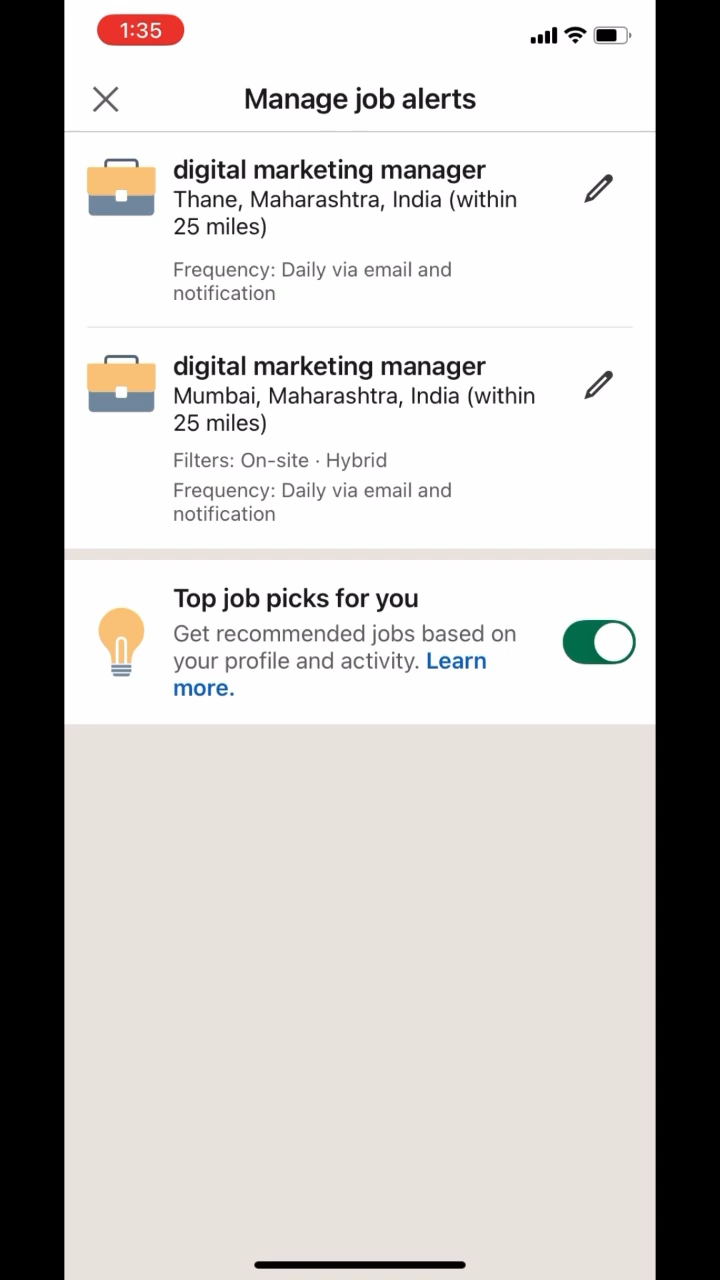 1:35
Manage job alerts
digital marketing manager
Thane, Maharashtra, India (within
25 miles)
Frequency: Daily via email and
notification
digital marketing manager
Mumbai, Maharashtra, India (within
25 miles)
Filters: On-site · Hybrid
Frequency: Daily via email and
notification
Top job picks for you
Get recommended jobs based on
your profile and activity. Learn
more.